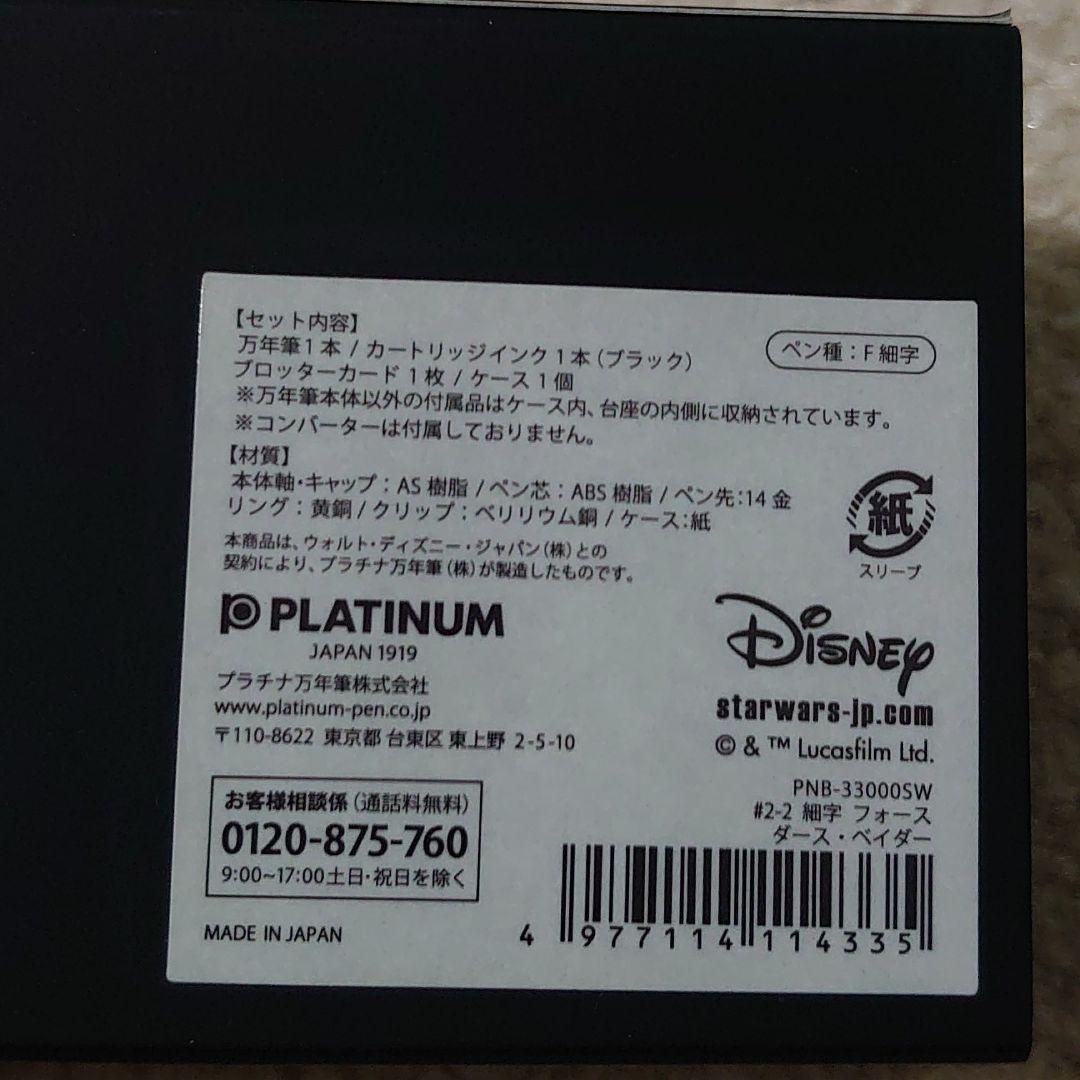 【セット内容】
万年筆1本 / カートリッジインク1本（ブラック）
ブロッターカード 1枚 / ケース1個
※万年筆本体以外の付属品はケース内、台座の内側に収納されています。
※コンバーターは付属しておりません。
ペン種：F 細字
【材質】
本体軸・キャップ：AS 樹脂 / ペン芯：ABS 樹脂 / ペン先：14 金
リング：黄銅 / クリップ：ベリリウム銅 / ケース：紙
本商品は、ウォルト・ディズニー・ジャパン（株）との
契約により、プラチナ万年筆（株）が製造したものです。
紙
スリーブ
PLATINUM
JAPAN 1919
プラチナ万年筆株式会社
www.platinum-pen.co.jp
〒110-8622 東京都 台東区 東上野 2-5-10
お客様相談係（通話料無料）
0120-875-760
9:00~17:00土日・祝日を除く
MADE IN JAPAN
Disney
starwars-jp.com
© & ™ Lucasfilm Ltd.
PNB-33000SW
#2-2 細字 フォース
ダース・ベイダー
4 977114 114335